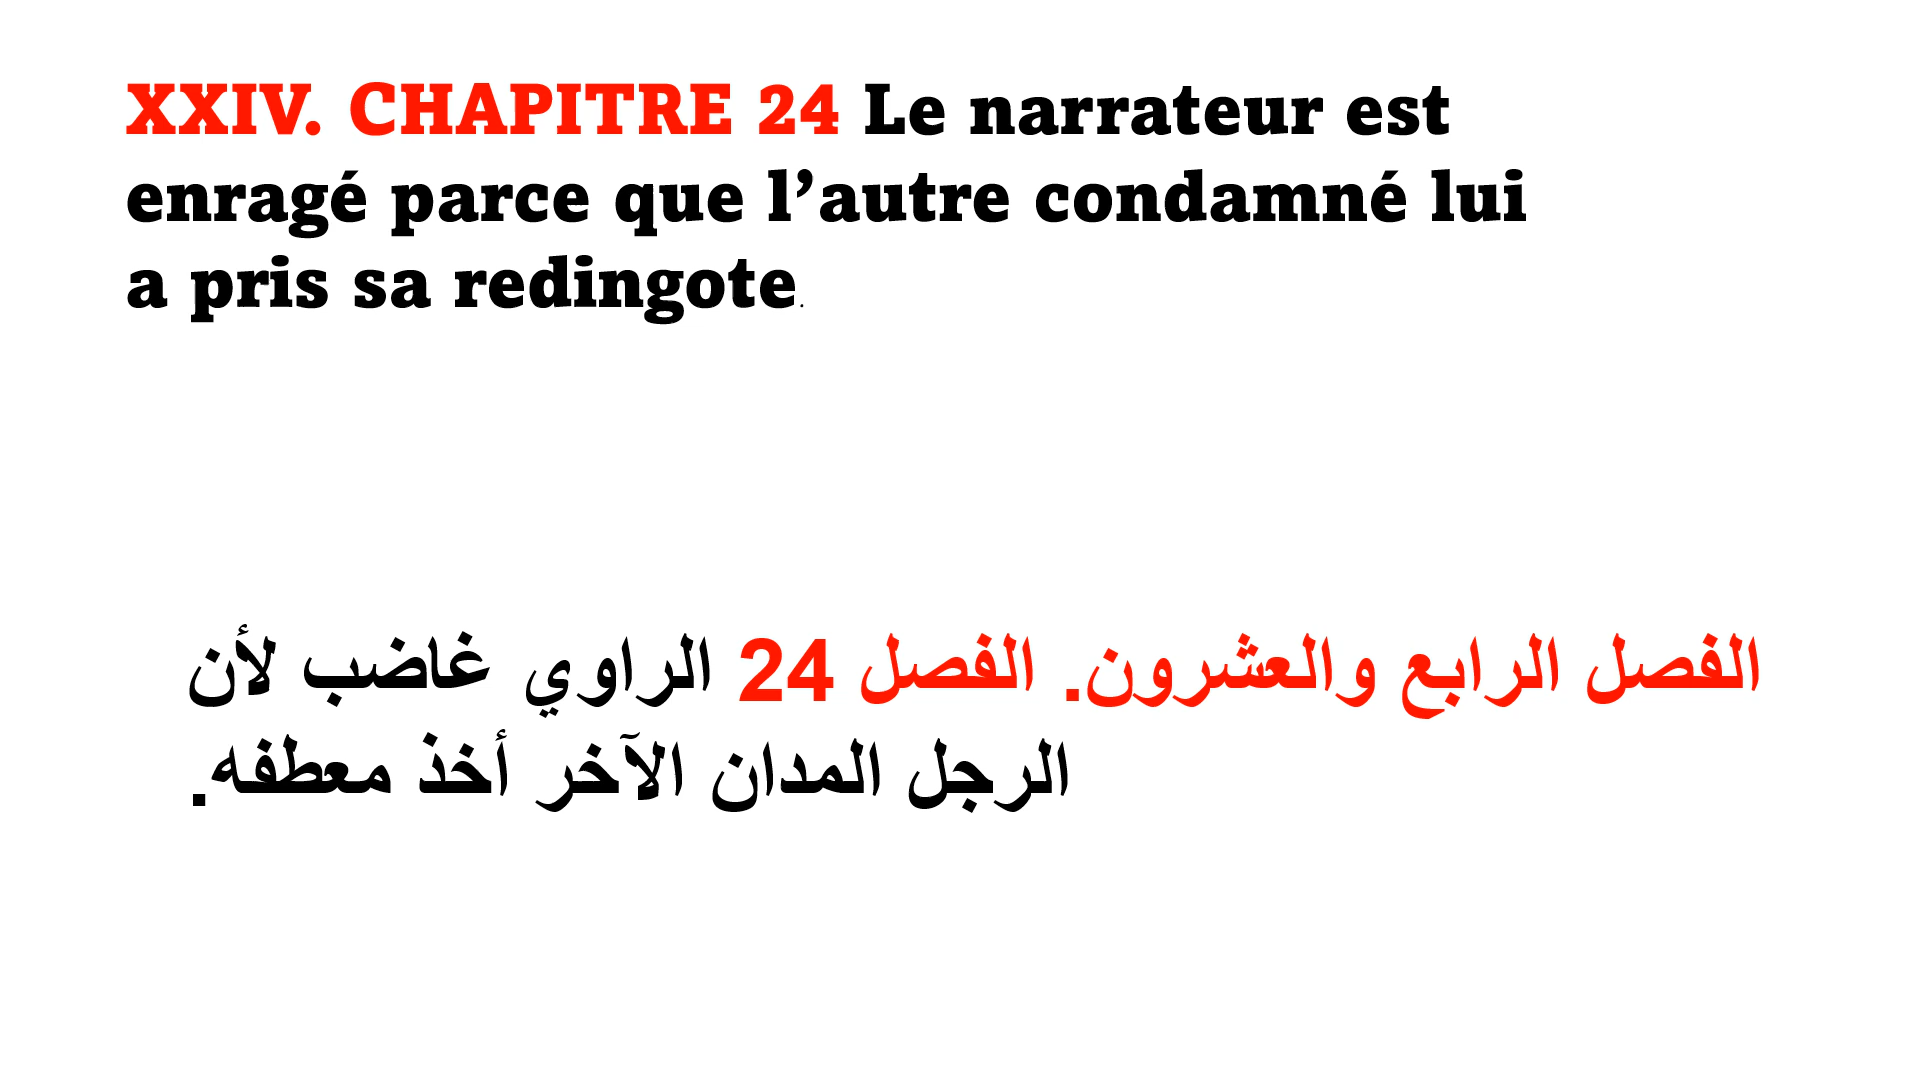 XXIV. CHAPITRE 24 Le narrateur est
enragé parce que l’autre condamné lui
a pris sa redingote.
الفصل الرابع والعشرون. الفصل 24 الراوي غاضب لأن
الرجل المدان الآخر أخذ معطفه.